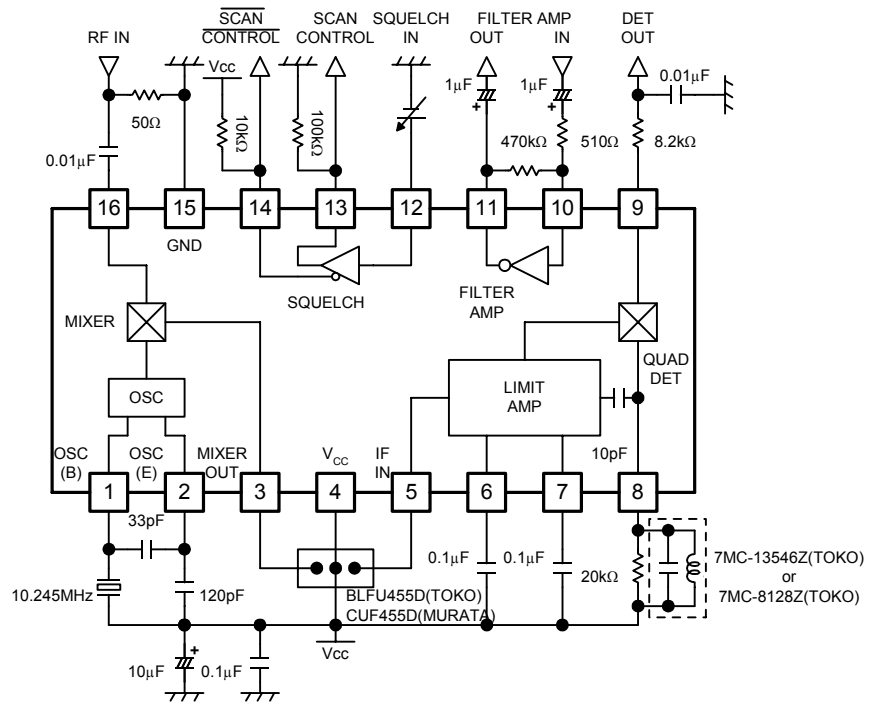 SCAN
CONTROL
SCAN
CONTROL
SQUELCH
IN
FILTER AMP
OUT IN
DET
OUT
RF IN
Vcc
1μF
1μF
0.01μF
50Ω
10kΩ
100kΩ
470kΩ
510Ω
8.2kΩ
0.01μF
16
15
14
13
12
11
10
9
GND
SQUELCH
FILTER
AMP
MIXER
QUAD
DET
OSC
LIMIT
AMP
10pF
OSC
(B)
OSC
(E)
MIXER
OUT
VCC
IF
IN
1
2
3
4
5
6
7
8
33pF
10.245MHz
120pF
BLFU455D(TOKO)
CUF455D(MURATA)
0.1μF
0.1μF
20kΩ
7MC-13546Z(TOKO)
or
7MC-8128Z(TOKO)
10μF
0.1μF
Vcc